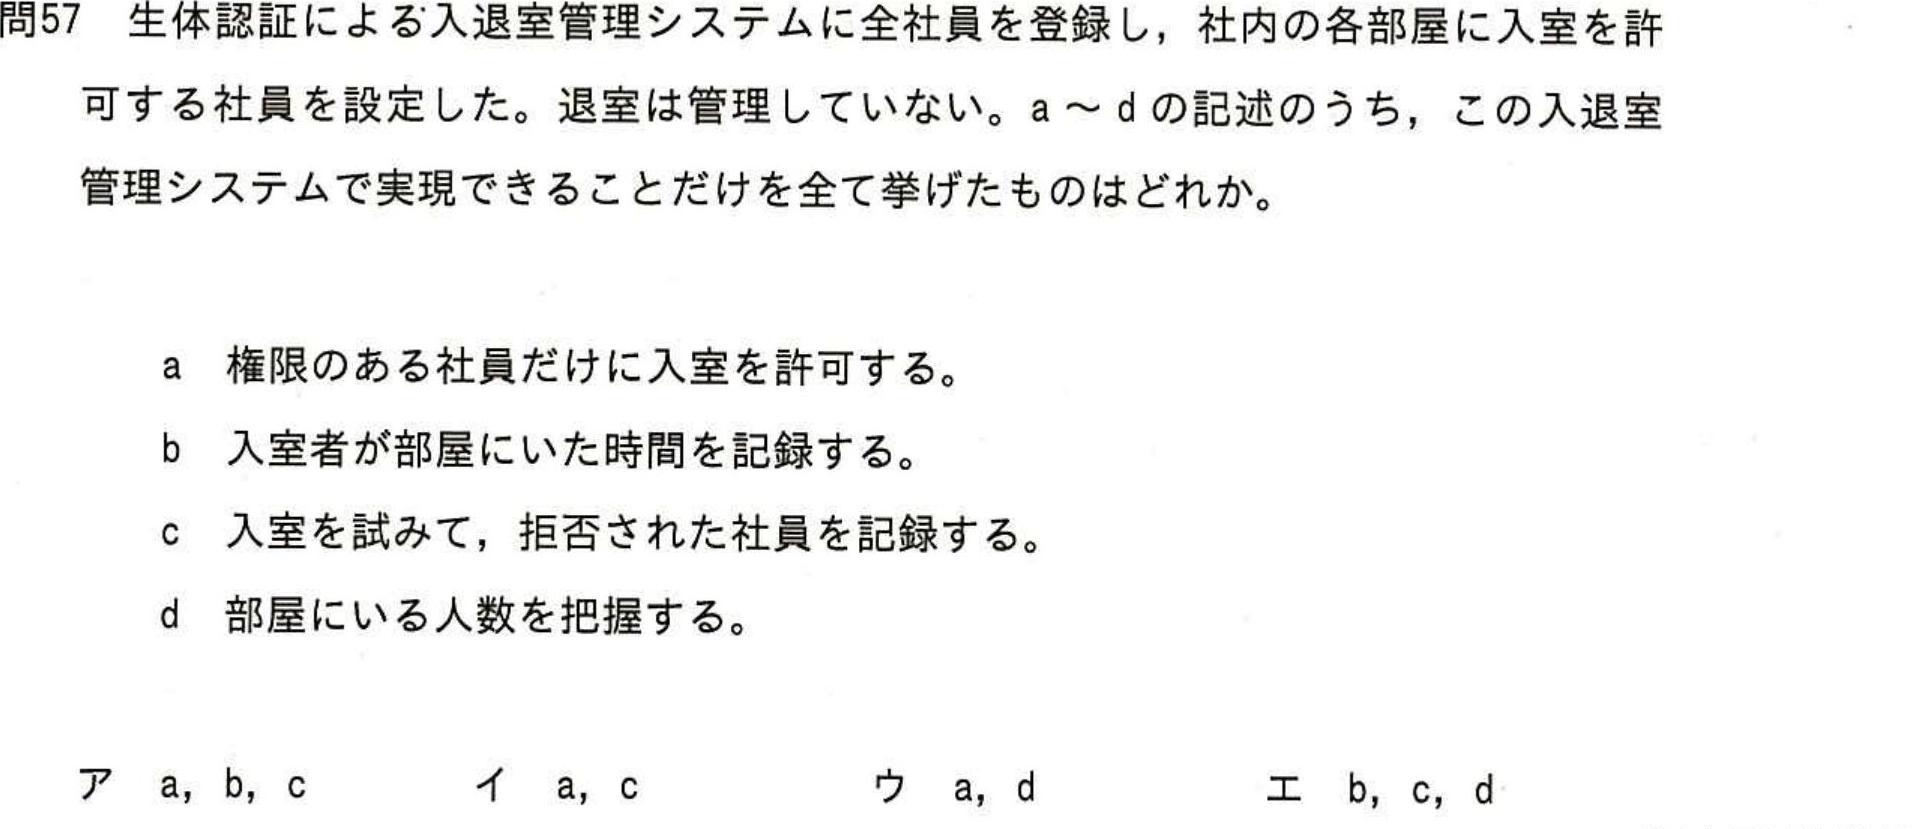 問57 生体認証による入退室管理システムに全社員を登録し，社内の各部屋に入室を許
可する社員を設定した。退室は管理していない。a～dの記述のうち，この入退室
管理システムで実現できることだけを全て挙げたものはどれか。
a 権限のある社員だけに入室を許可する。
b 入室者が部屋にいた時間を記録する。
c 入室を試みて，拒否された社員を記録する。
d 部屋にいる人数を把握する。
ア a，b，c イ a，c ウ a，d エ b，c，d